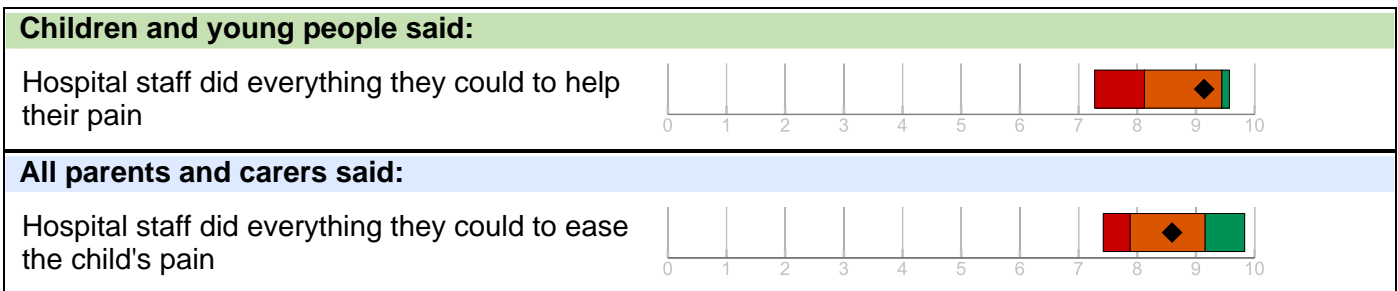 Children and young people said:
Hospital staff did everything they could to help
their pain
0 1 2 3 4 5 6 7 8 9 10
All parents and carers said:
Hospital staff did everything they could to ease
the child's pain
0 1 2 3 4 5 6 7 8 9 10